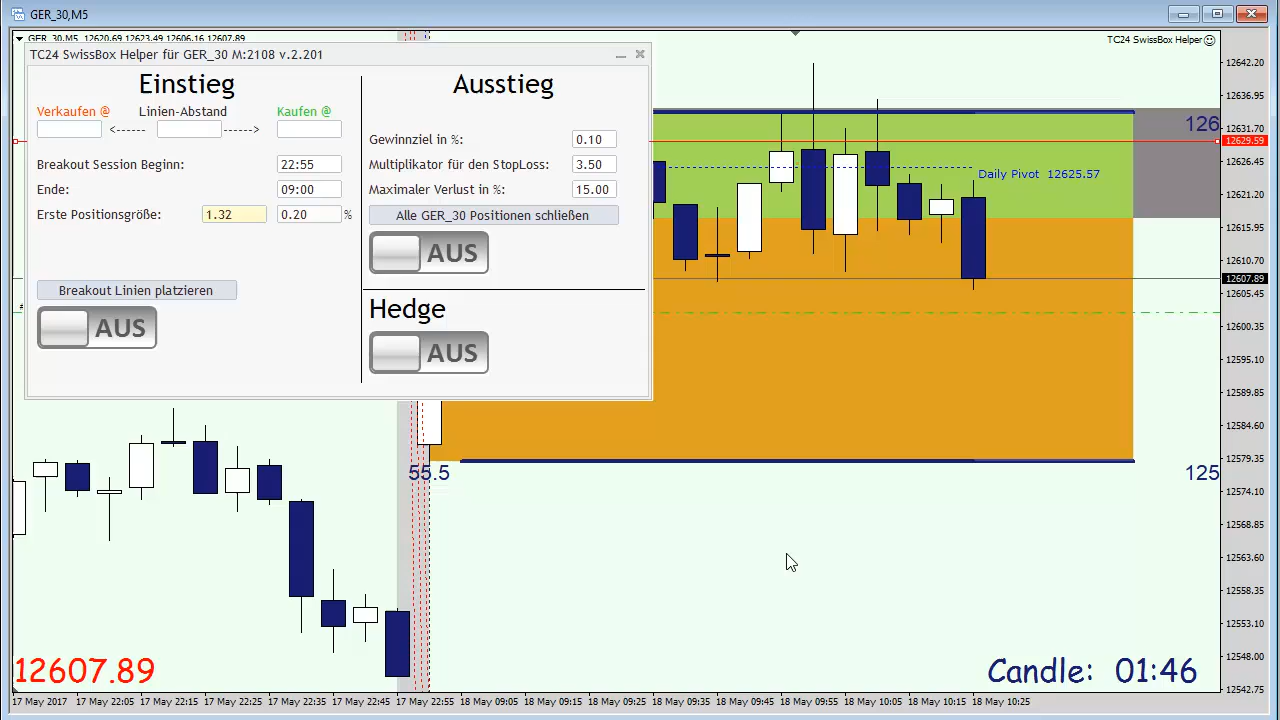 GER_30,M5
GER_30,M5 12620.69 12623.49 12606.16 12607.89
TC24 SwissBox Helper
TC24 SwissBox Helper für GER_30 M:2108 v.2.201
Einstieg
Verkaufen @ Linien-Abstand Kaufen @
<------ ------>
Breakout Session Beginn: 22:55
Ende: 09:00
Erste Positionsgröße: 1.32 0.20 %
Breakout Linien platzieren
AUS
Ausstieg
Gewinnziel in %: 0.10
Multiplikator für den StopLoss: 3.50
Maximaler Verlust in %: 15.00
Alle GER_30 Positionen schließen
AUS
Hedge
AUS
126
Daily Pivot 12625.57
55.5
125
12607.89
Candle: 01:46
12642.20
12636.95
12631.70
12629.59
12626.45
12621.20
12615.95
12610.70
12607.89
12605.45
12600.35
12595.10
12589.85
12584.60
12579.35
12574.10
12568.85
12563.60
12558.35
12553.10
12548.00
12542.75
17 May 2017 17 May 22:05 17 May 22:15 17 May 22:25 17 May 22:35 17 May 22:45 17 May 22:55 18 May 09:05 18 May 09:15 18 May 09:25 18 May 09:35 18 May 09:45 18 May 09:55 18 May 10:05 18 May 10:15 18 May 10:25